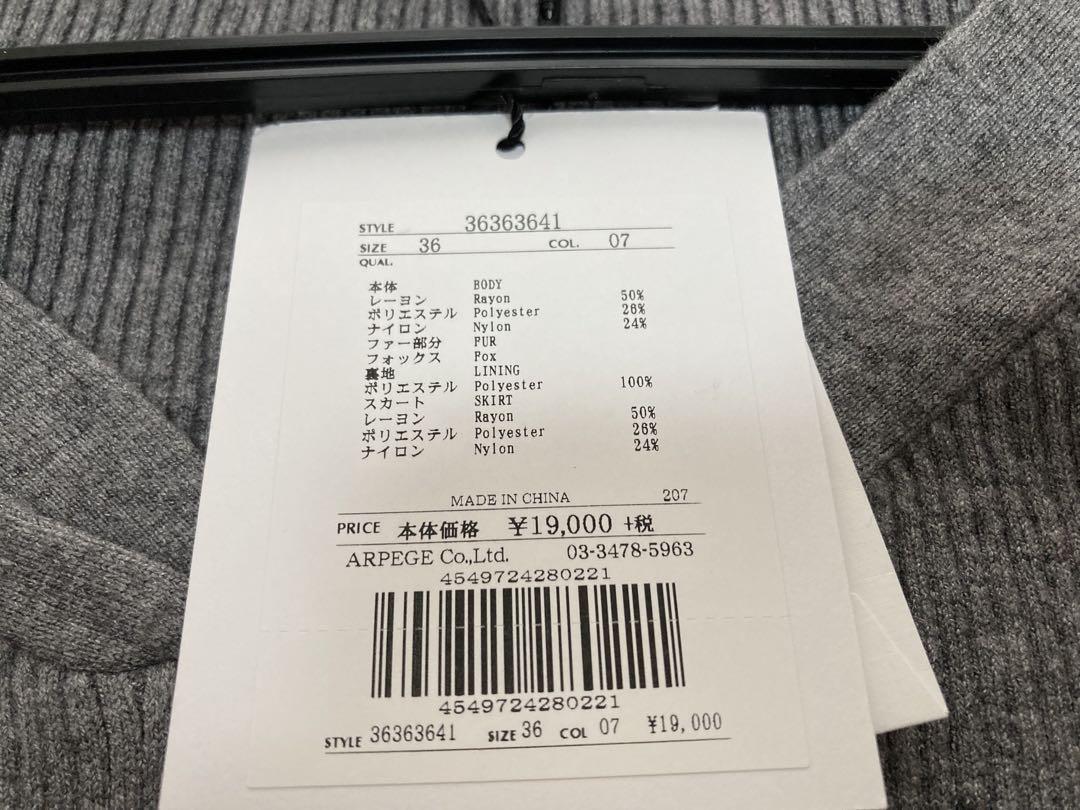 STYLE 36363641
SIZE 36 COL. 07
QUAL.
本体 BODY
レーヨン Rayon 50%
ポリエステル Polyester 26%
ナイロン Nylon 24%
ファー部分 FUR
フォックス Fox
裏地 LINING
ポリエステル Polyester 100%
スカート SKIRT
レーヨン Rayon 50%
ポリエステル Polyester 26%
ナイロン Nylon 24%
MADE IN CHINA 207
PRICE 本体価格 ¥19,000 +税
ARPEGE Co.,Ltd. 03-3478-5963
4549724280221
4549724280221
STYLE 36363641 SIZE 36 COL 07 ¥19,000